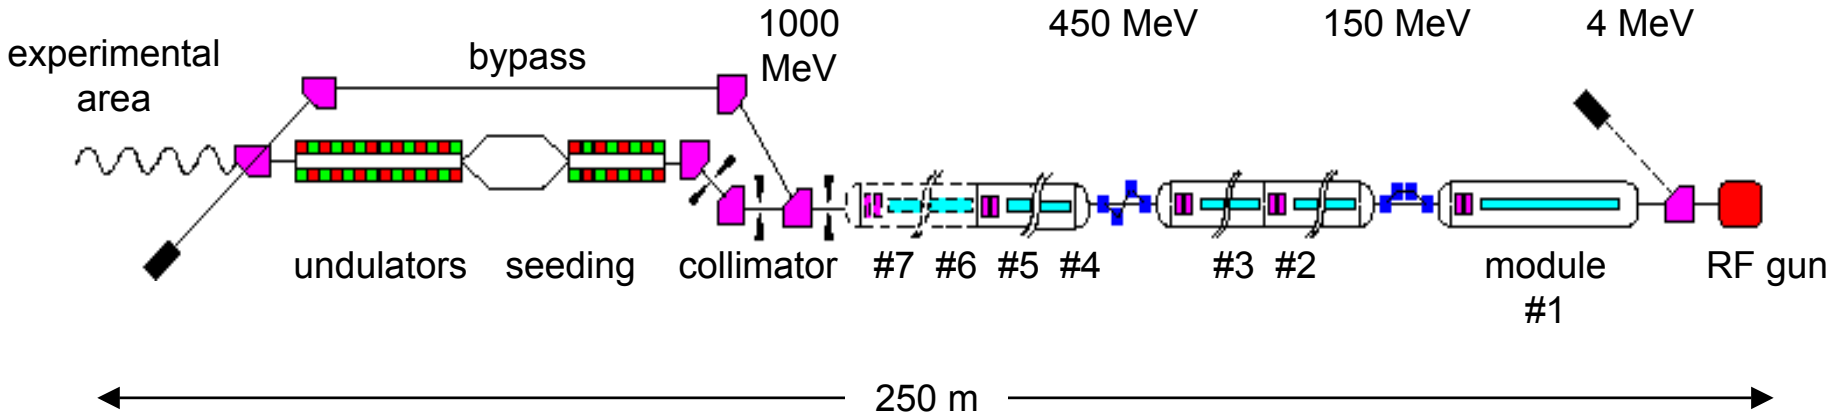 1000
MeV
450 MeV
150 MeV
4 MeV
experimental
area
bypass
undulators
seeding
collimator
#7
#6
#5
#4
#3
#2
module
#1
RF gun
250 m